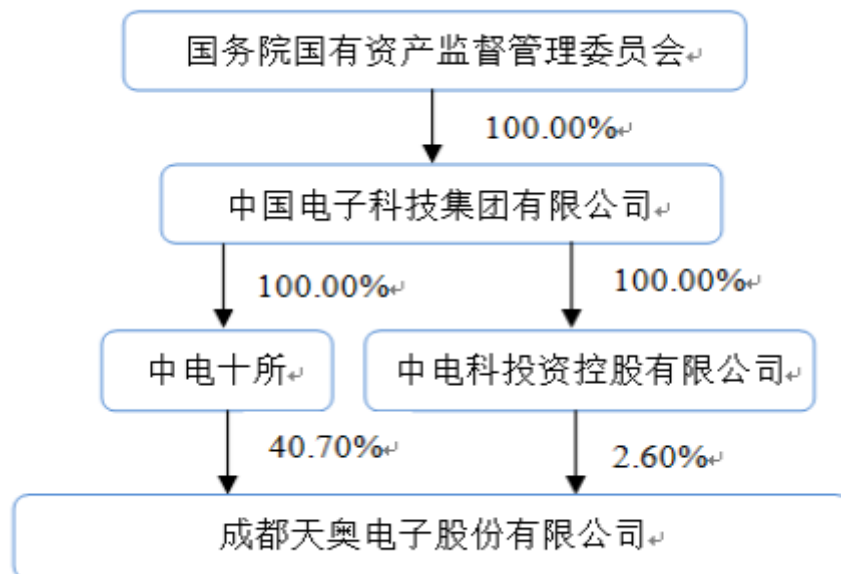 国务院国有资产监督管理委员会
100.00%
中国电子科技集团有限公司
100.00%
100.00%
中电十所
中电科投资控股有限公司
40.70%
2.60%
成都天奥电子股份有限公司